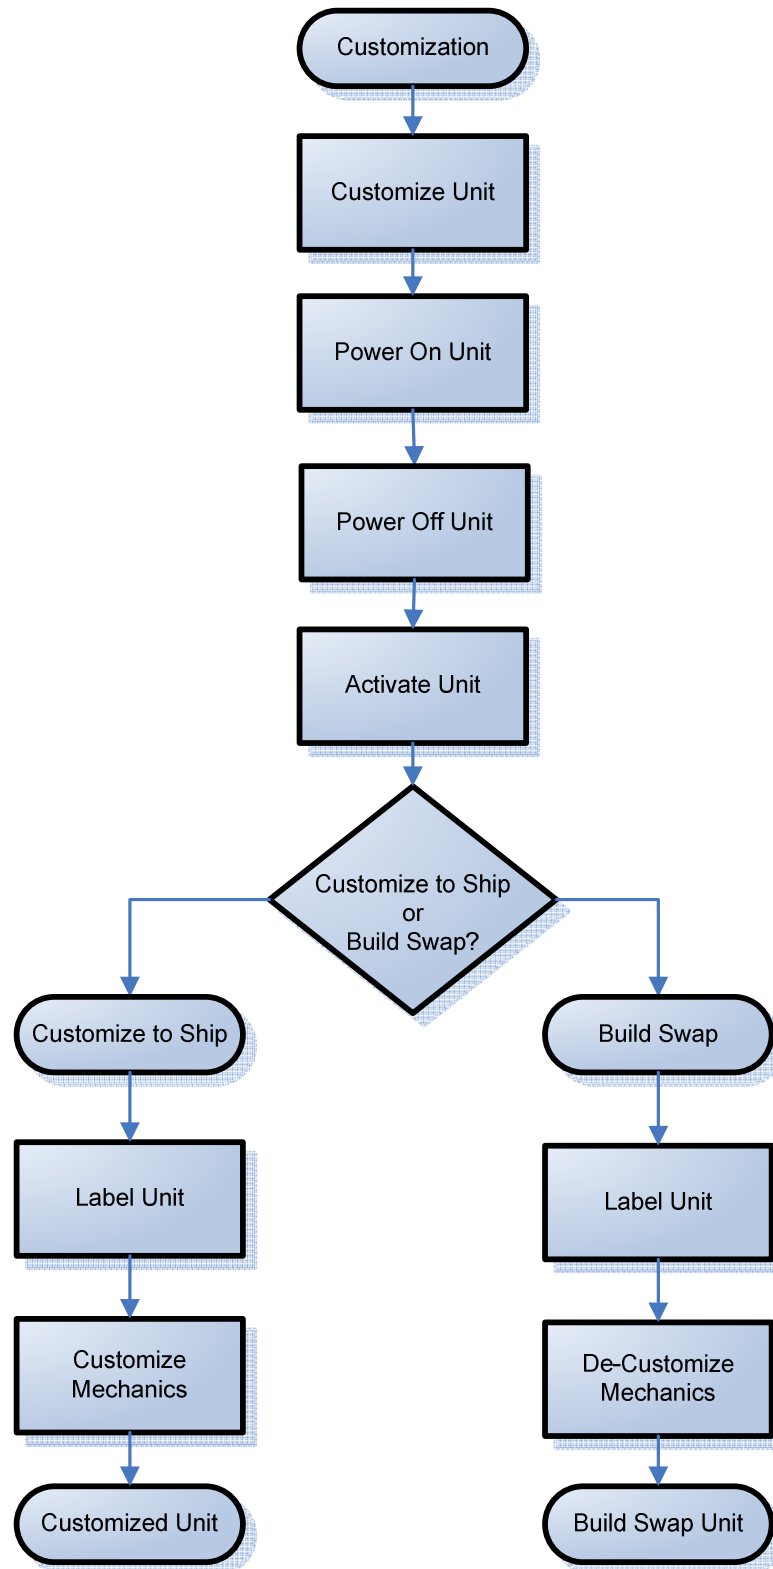 Customization
Customize Unit
Power On Unit
Power Off Unit
Activate Unit
Customize to Ship
or
Build Swap?
Customize to Ship
Build Swap
Label Unit
Label Unit
Customize
Mechanics
De-Customize
Mechanics
Customized Unit
Build Swap Unit